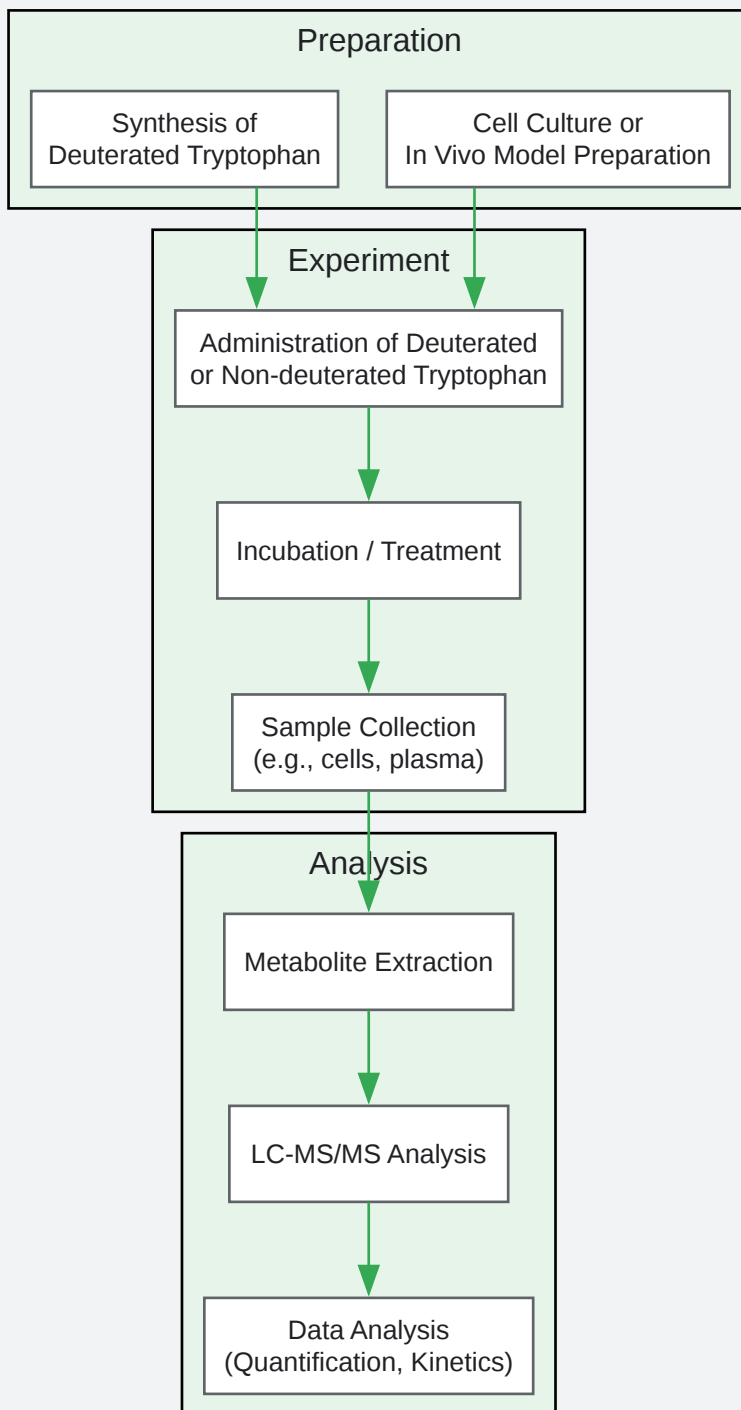 Preparation
Synthesis of
Deuterated Tryptophan
Cell Culture or
In Vivo Model Preparation
Experiment
Administration of Deuterated
or Non-deuterated Tryptophan
Incubation / Treatment
Sample Collection
(e.g., cells, plasma)
Analysis
Metabolite Extraction
LC-MS/MS Analysis
Data Analysis
(Quantification, Kinetics)